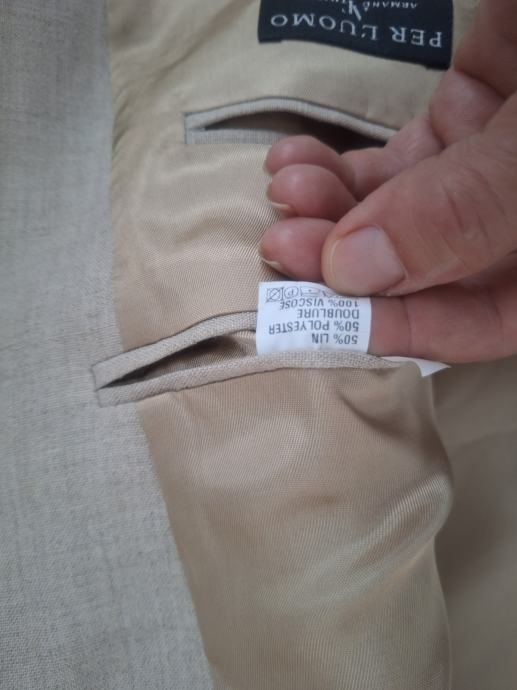 PER L'UOMO
50% LIN
50% POLYESTER
DOUBLURE
100% VISCOSE